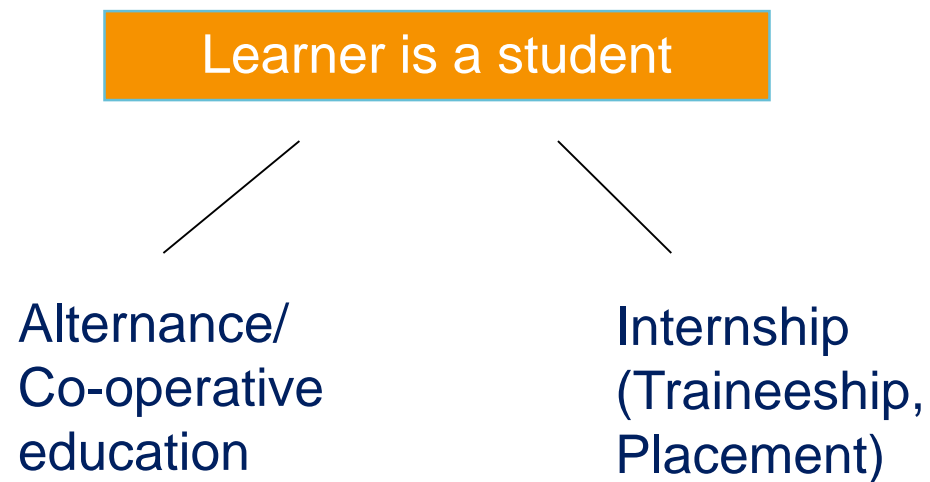 Learner is a student
Alternance/
Co-operative
education
Internship
(Traineeship,
Placement)